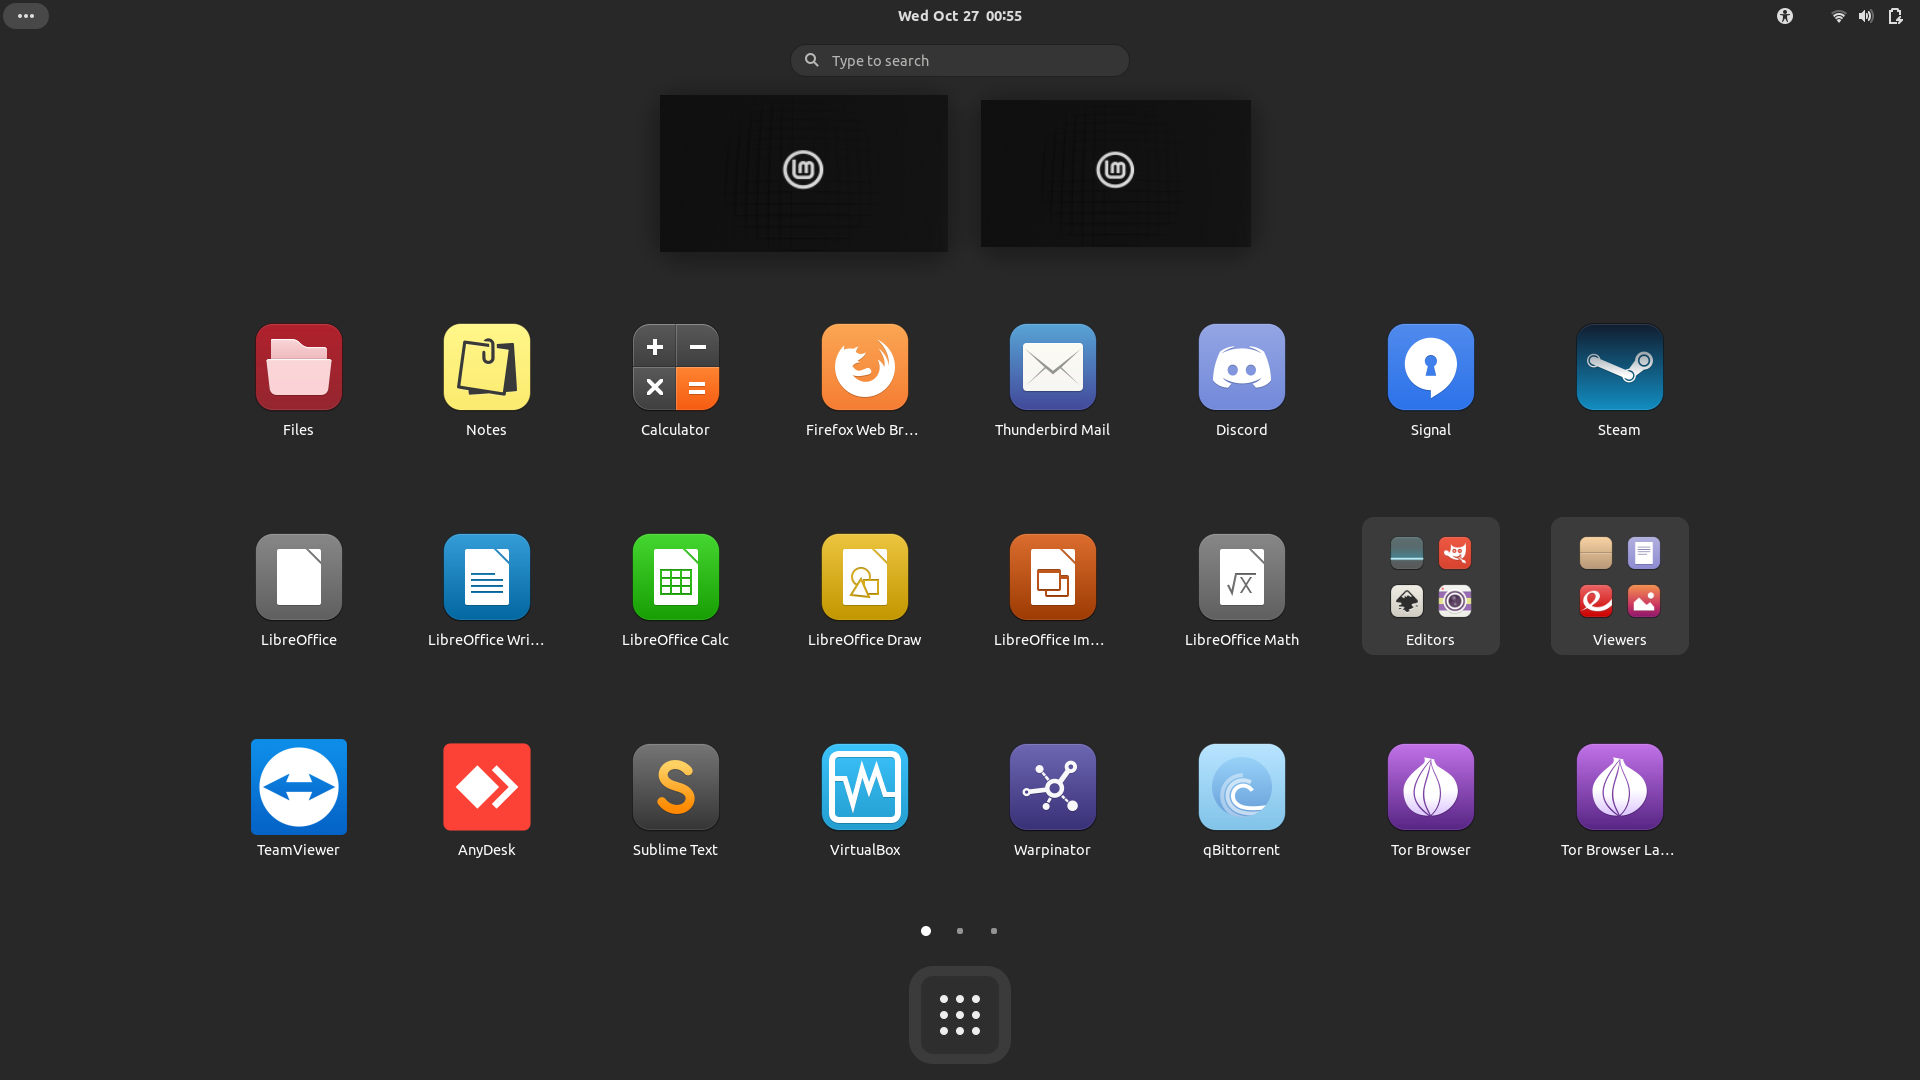 Wed Oct 27 00:55
Type to search
Files
Notes
Calculator
Firefox Web Br…
Thunderbird Mail
Discord
Signal
Steam
LibreOffice
LibreOffice Wri…
LibreOffice Calc
LibreOffice Draw
LibreOffice Im…
LibreOffice Math
Editors
Viewers
TeamViewer
AnyDesk
Sublime Text
VirtualBox
Warpinator
qBittorrent
Tor Browser
Tor Browser La…